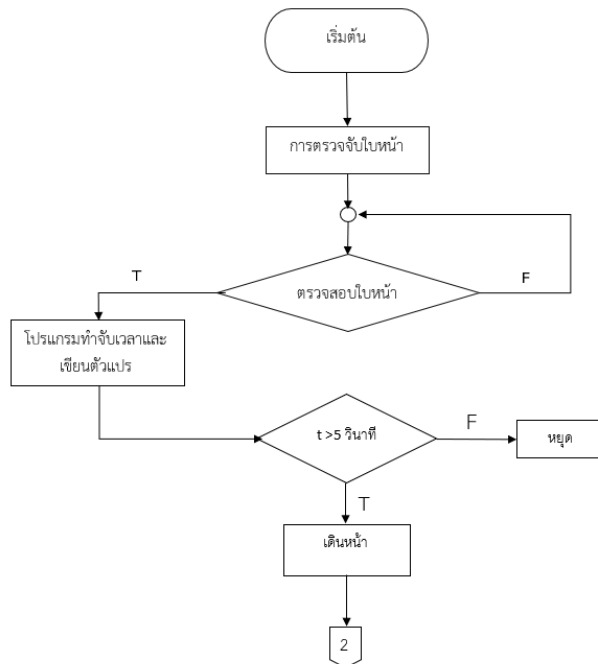 เริ่มต้น
การตรวจจับใบหน้า
T
ตรวจสอบใบหน้า
F
โปรแกรมทำจับเวลาและ
เขียนตัวแปร
t >5 วินาที
F
หยุด
T
เดินหน้า
2